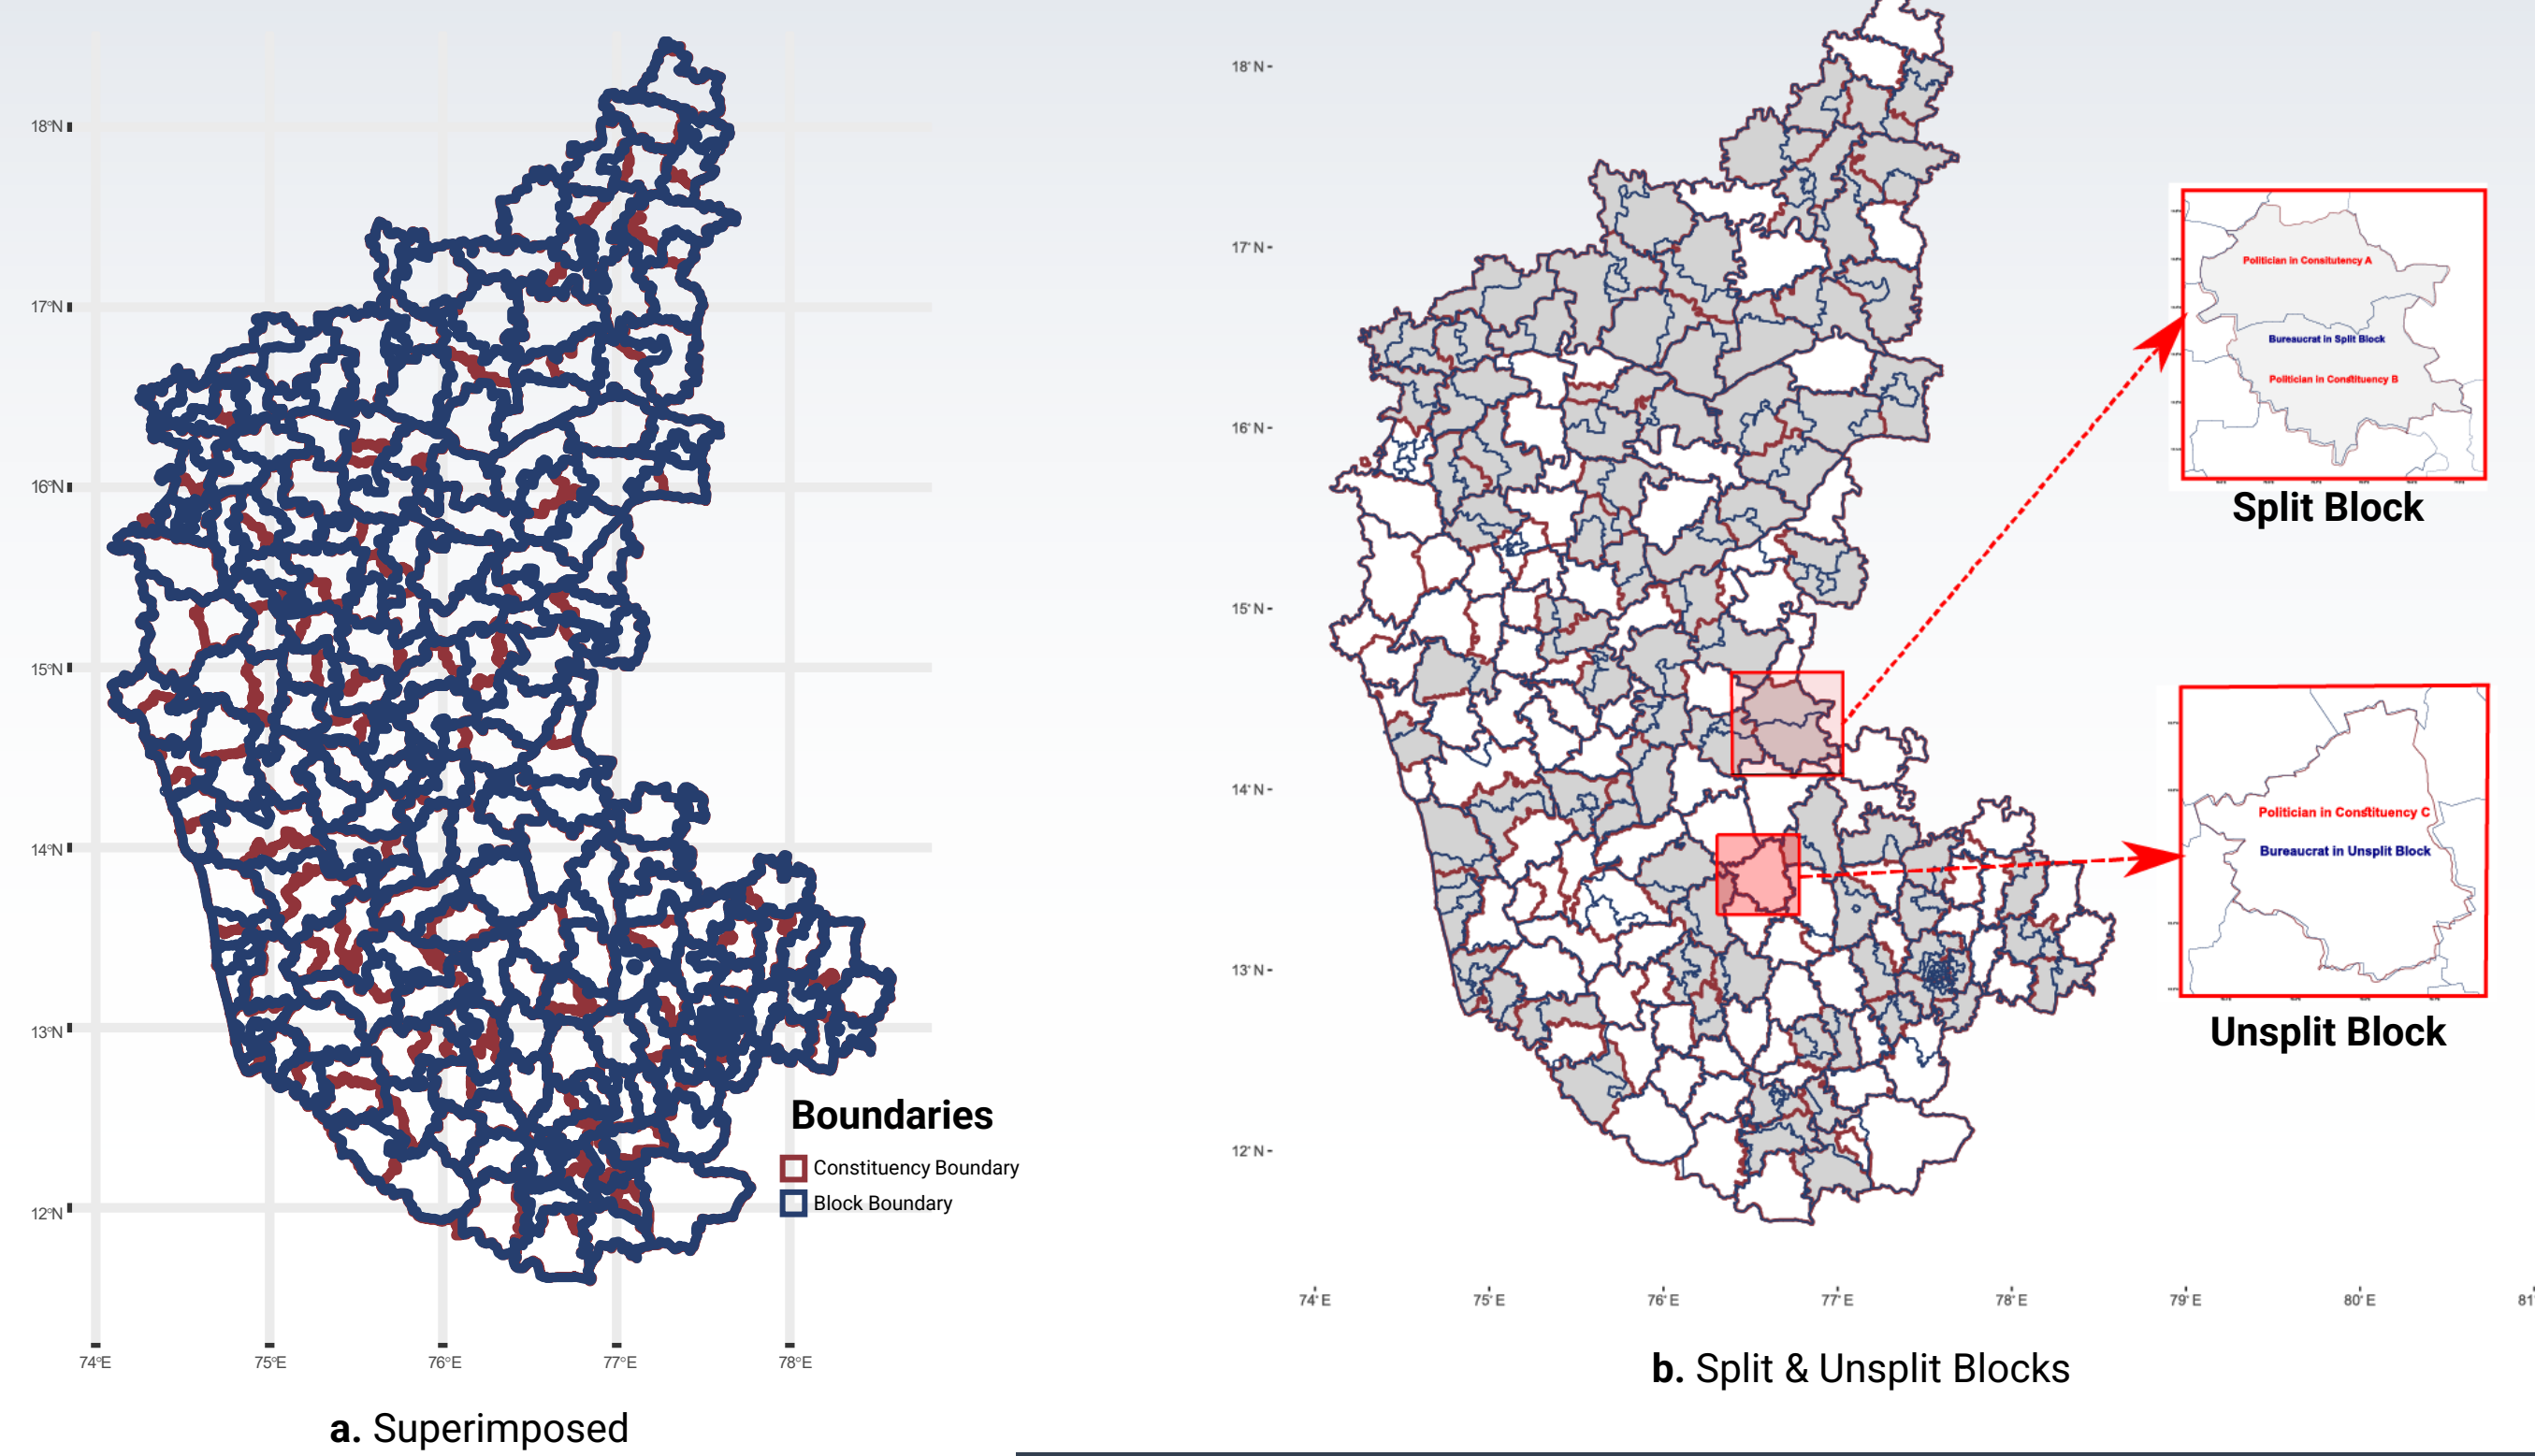 18°N
17°N
16°N
15°N
14°N
13°N
12°N
74°E
75°E
76°E
77°E
78°E
Boundaries
Constituency Boundary
Block Boundary
a. Superimposed
18°N
17°N
16°N
15°N
14°N
13°N
12°N
74°E
75°E
76°E
77°E
78°E
79°E
80°E
81
b. Split & Unsplit Blocks
Politician in Consitutency A
Bureaucrat in Split Block
Politician in Constituency B
Split Block
Politician in Constituency C
Bureaucrat in Unsplit Block
Unsplit Block